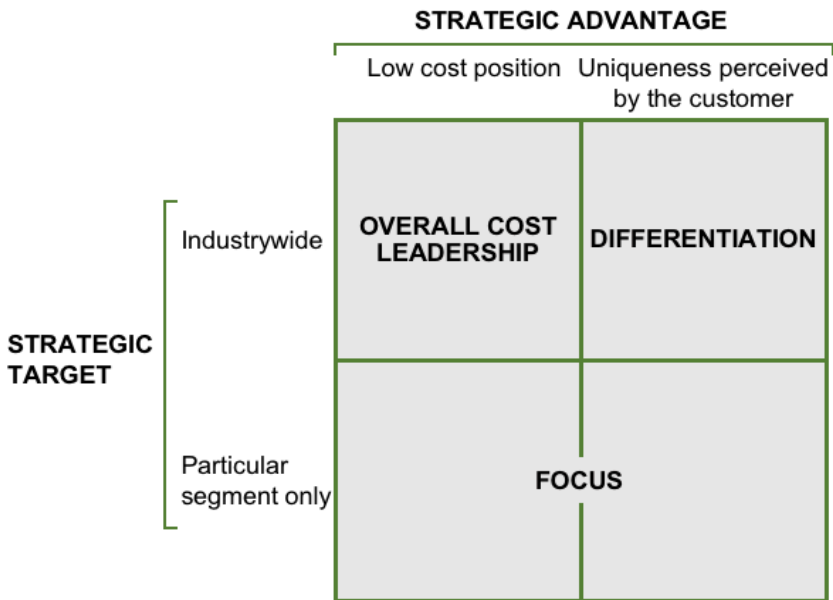 STRATEGIC ADVANTAGE
Low cost position
Uniqueness perceived
by the customer
Industrywide
OVERALL COST
LEADERSHIP
DIFFERENTIATION
STRATEGIC
TARGET
Particular
segment only
FOCUS